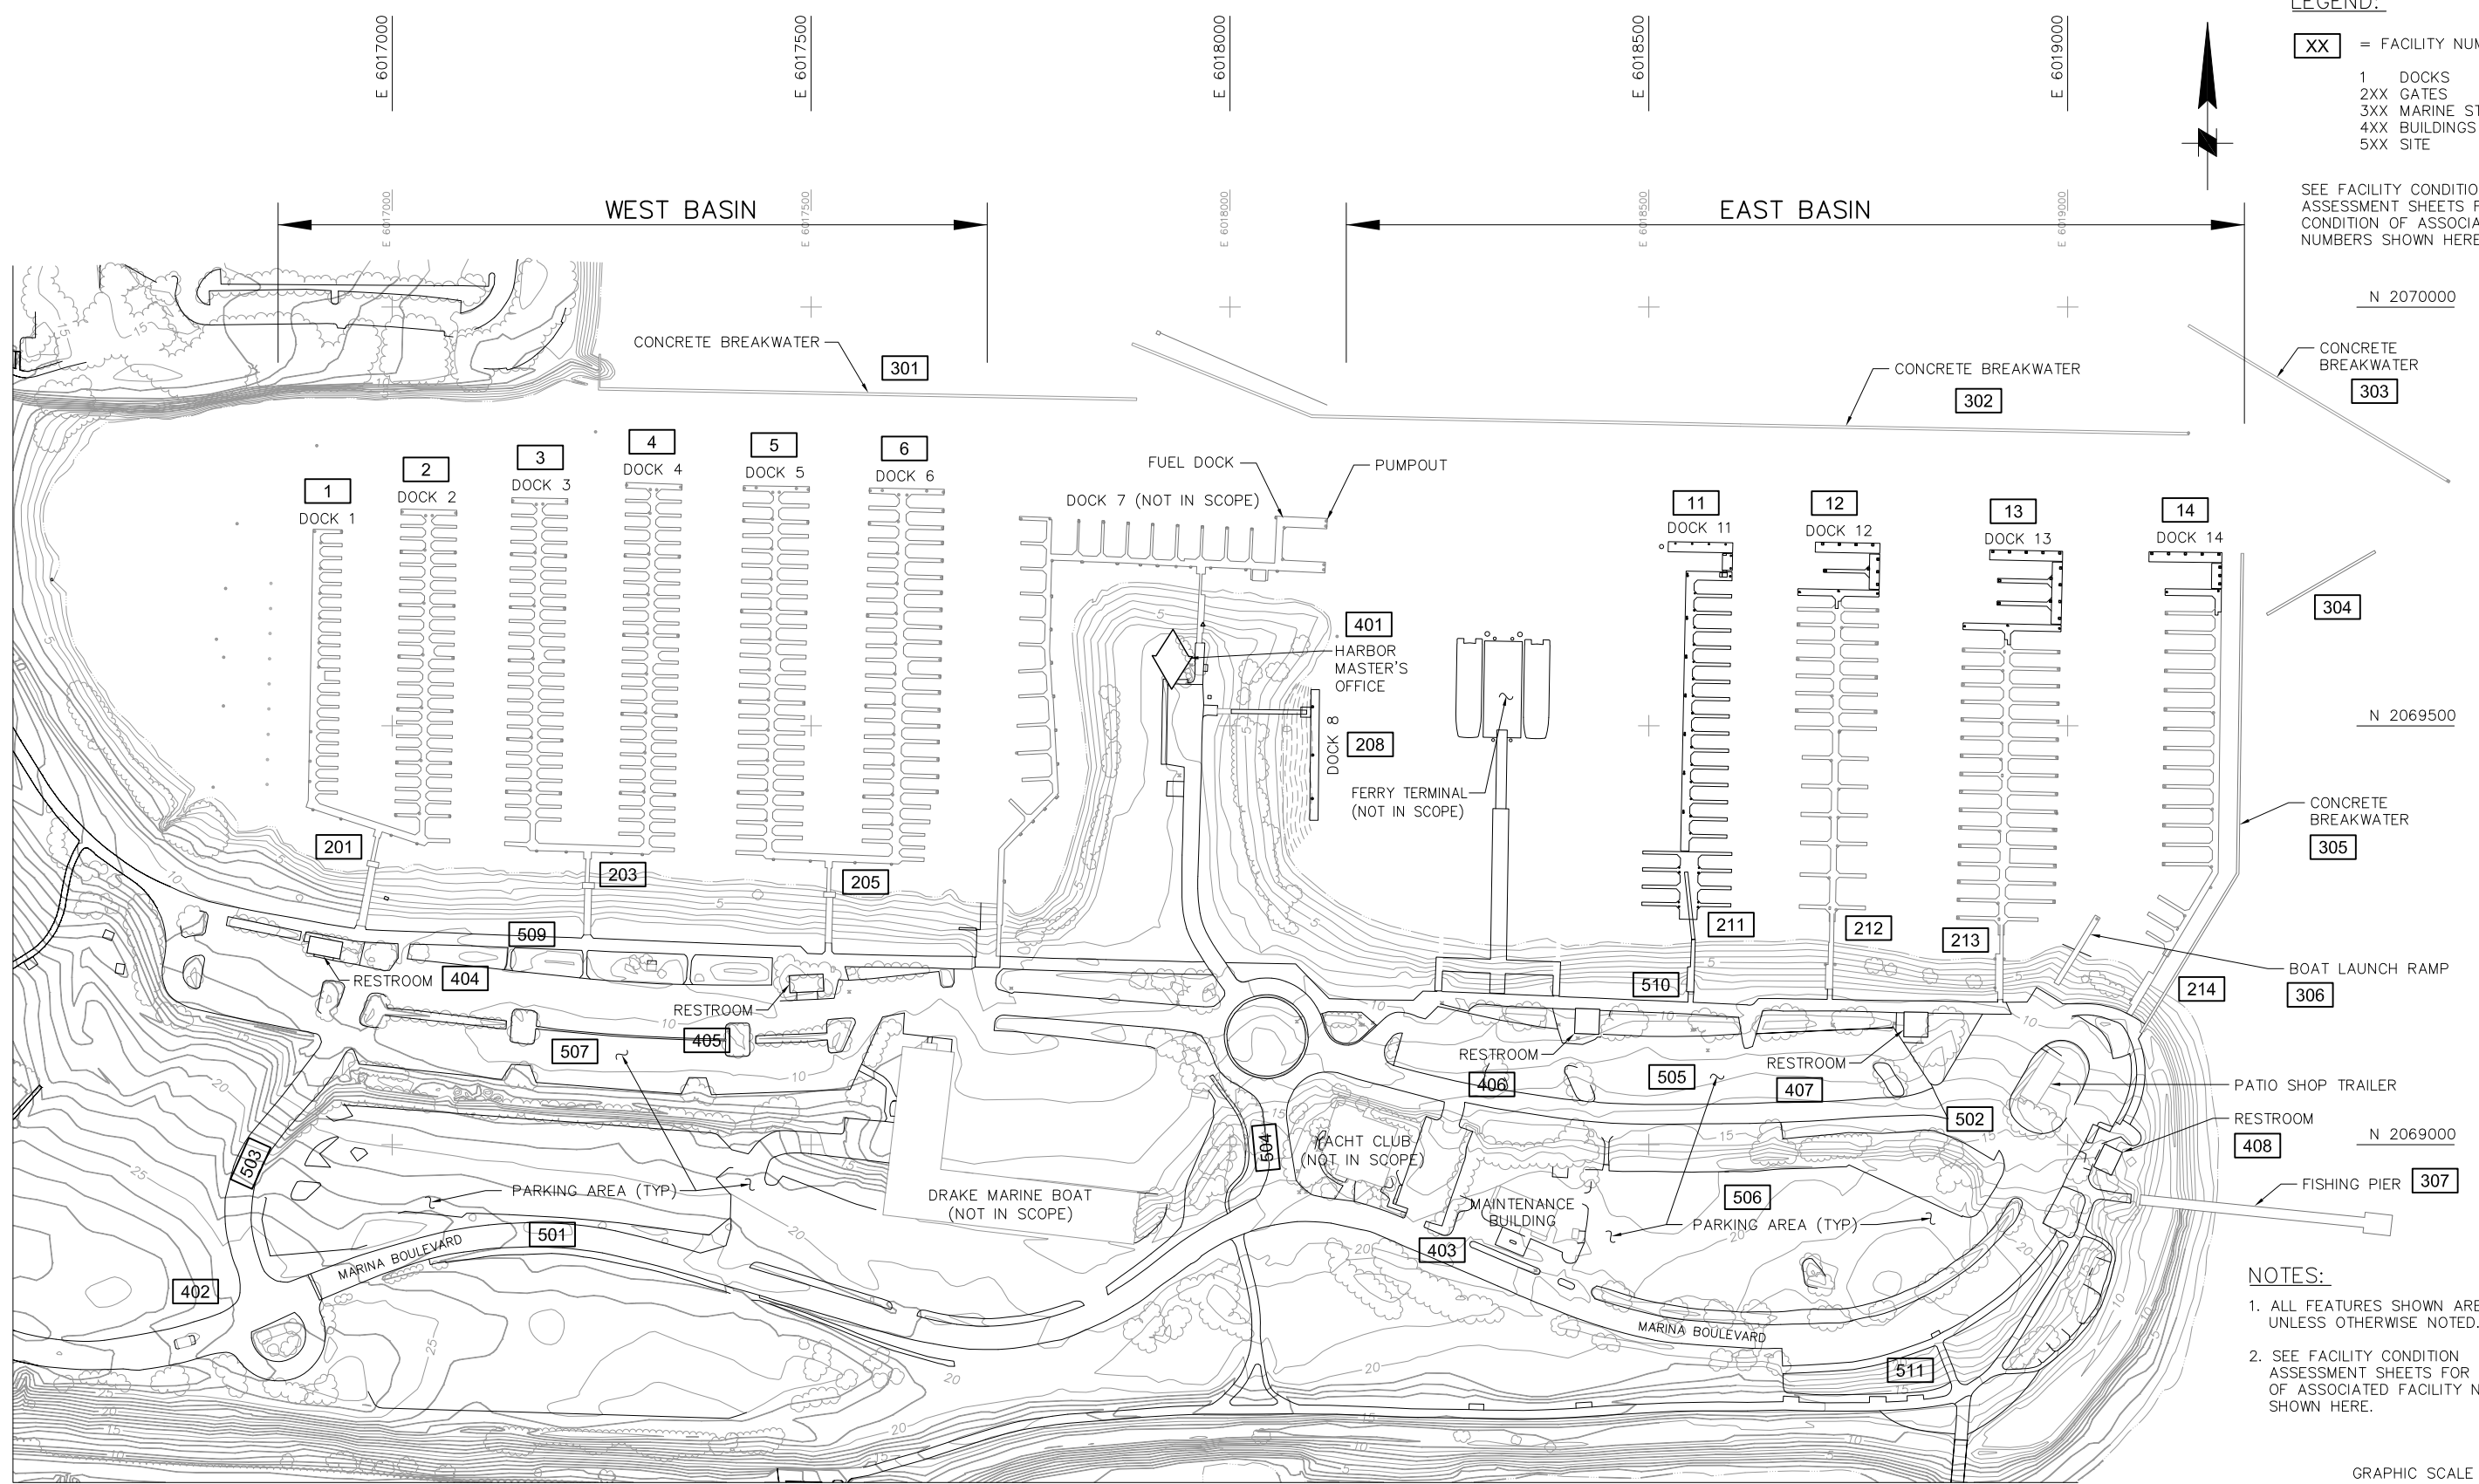 E 6017000
E 6017500
E 6018000
E 6018500
E 6019000
LEGEND:
XX = FACILITY NUM
1 DOCKS
2XX GATES
3XX MARINE ST
4XX BUILDINGS
5XX SITE
SEE FACILITY CONDITIO
ASSESSMENT SHEETS F
CONDITION OF ASSOCIA
NUMBERS SHOWN HERE
WEST BASIN
EAST BASIN
E 6017000
E 6017500
E 6018000
E 6018500
E 6019000
N 2070000
CONCRETE BREAKWATER
301
CONCRETE BREAKWATER
302
CONCRETE
BREAKWATER
303
1
DOCK 1
2
DOCK 2
3
DOCK 3
4
DOCK 4
5
DOCK 5
6
DOCK 6
FUEL DOCK
PUMPOUT
DOCK 7 (NOT IN SCOPE)
11
DOCK 11
12
DOCK 12
13
DOCK 13
14
DOCK 14
304
401
HARBOR
MASTER'S
OFFICE
DOCK 8
208
N 2069500
FERRY TERMINAL
(NOT IN SCOPE)
CONCRETE
BREAKWATER
305
201
203
205
211
212
213
214
509
510
BOAT LAUNCH RAMP
306
RESTROOM 404
RESTROOM
405
507
RESTROOM
406
505
RESTROOM
407
502
PATIO SHOP TRAILER
RESTROOM
408
N 2069000
503
504
YACHT CLUB
(NOT IN SCOPE)
FISHING PIER 307
PARKING AREA (TYP)
DRAKE MARINE BOAT
(NOT IN SCOPE)
MAINTENANCE
BUILDING
506
PARKING AREA (TYP)
501
MARINA BOULEVARD
403
402
MARINA BOULEVARD
511
NOTES:
1. ALL FEATURES SHOWN ARE
UNLESS OTHERWISE NOTED.
2. SEE FACILITY CONDITION
ASSESSMENT SHEETS FOR
OF ASSOCIATED FACILITY N
SHOWN HERE.
GRAPHIC SCALE